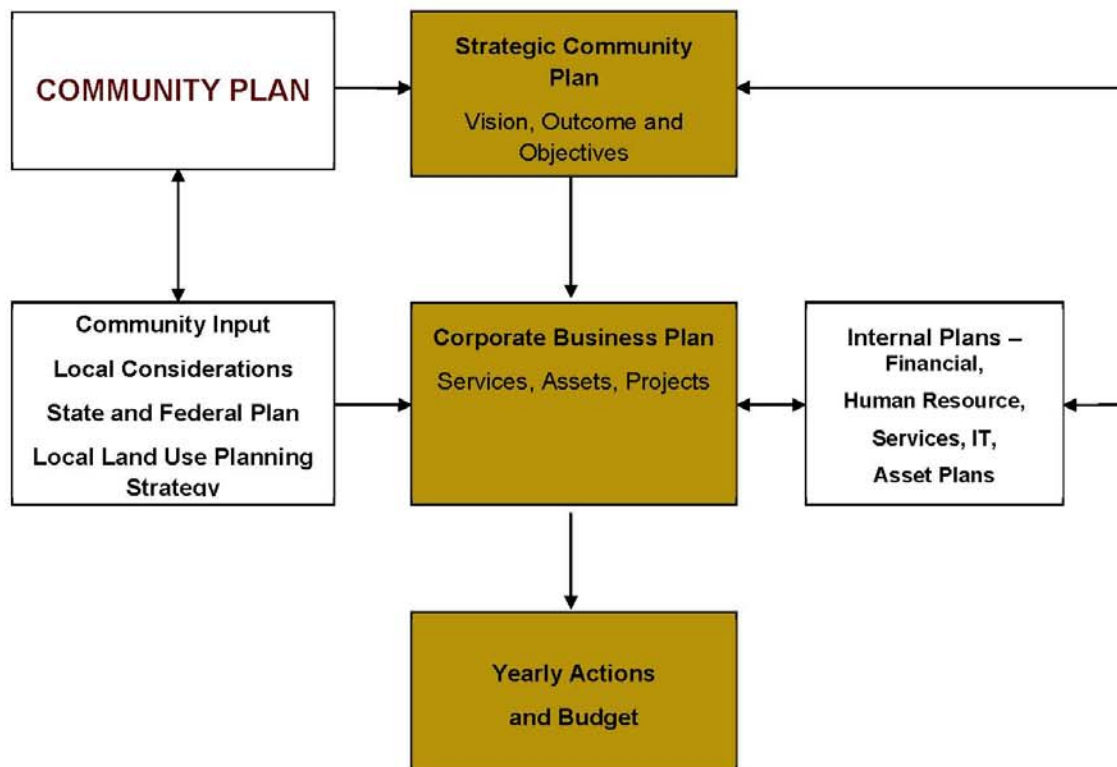 COMMUNITY PLAN
Strategic Community
Plan
Vision, Outcome and
Objectives
Community Input
Local Considerations
State and Federal Plan
Local Land Use Planning
Strategy
Corporate Business Plan
Services, Assets, Projects
Internal Plans –
Financial,
Human Resource,
Services, IT,
Asset Plans
Yearly Actions
and Budget